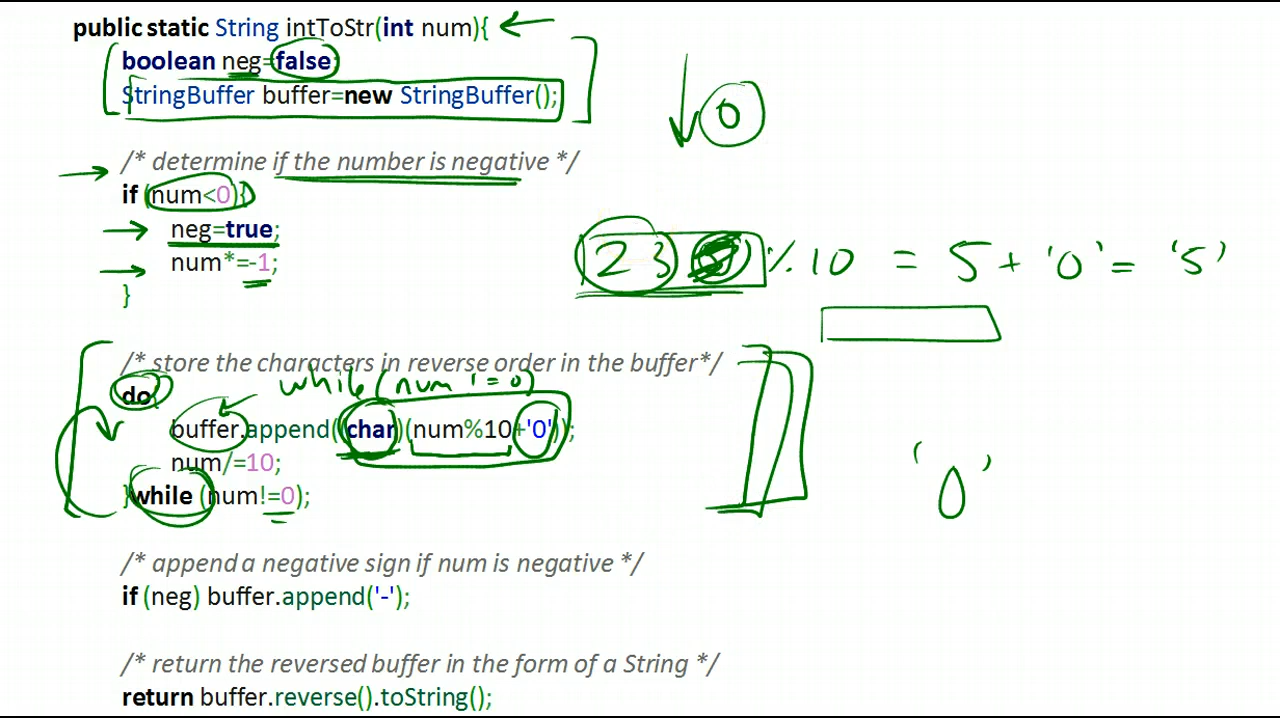 public static String intToStr(int num){
boolean neg=false
StringBuffer buffer=new StringBuffer();
0
/* determine if the number is negative */
if (num<0){
neg=true;
num*=-1;
}
23 % 10 = 5 + '0' = '5'
/* store the characters in reverse order in the buffer*/
do{
while(num != 0)
buffer.append((char)(num%10+'0'));
num/=10;
}while (num!=0);
'0'
/* append a negative sign if num is negative */
if (neg) buffer.append('-');
/* return the reversed buffer in the form of a String */
return buffer.reverse().toString();